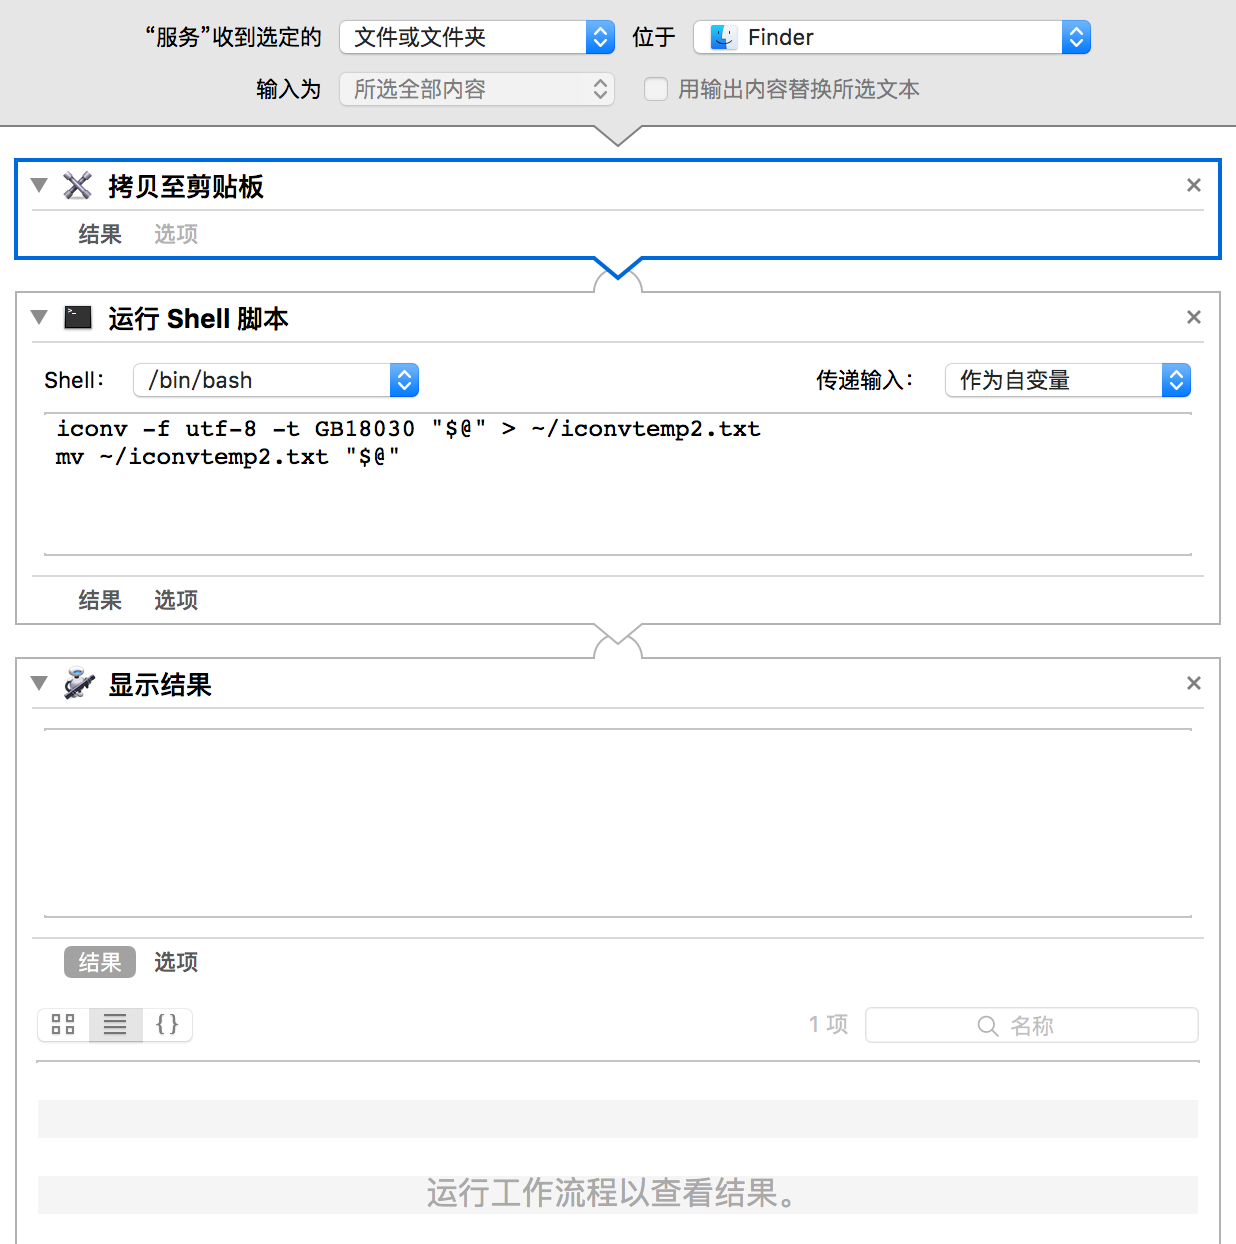 “服务”收到选定的 文件或文件夹 位于 Finder
输入为 所选全部内容 用输出内容替换所选文本
拷贝至剪贴板
结果 选项
运行 Shell 脚本
Shell： /bin/bash 传递输入： 作为自变量
iconv -f utf-8 -t GB18030 "$@" > ~/iconvtemp2.txt
mv ~/iconvtemp2.txt "$@"
结果 选项
显示结果
结果 选项
{} 1 项 名称
运行工作流程以查看结果。